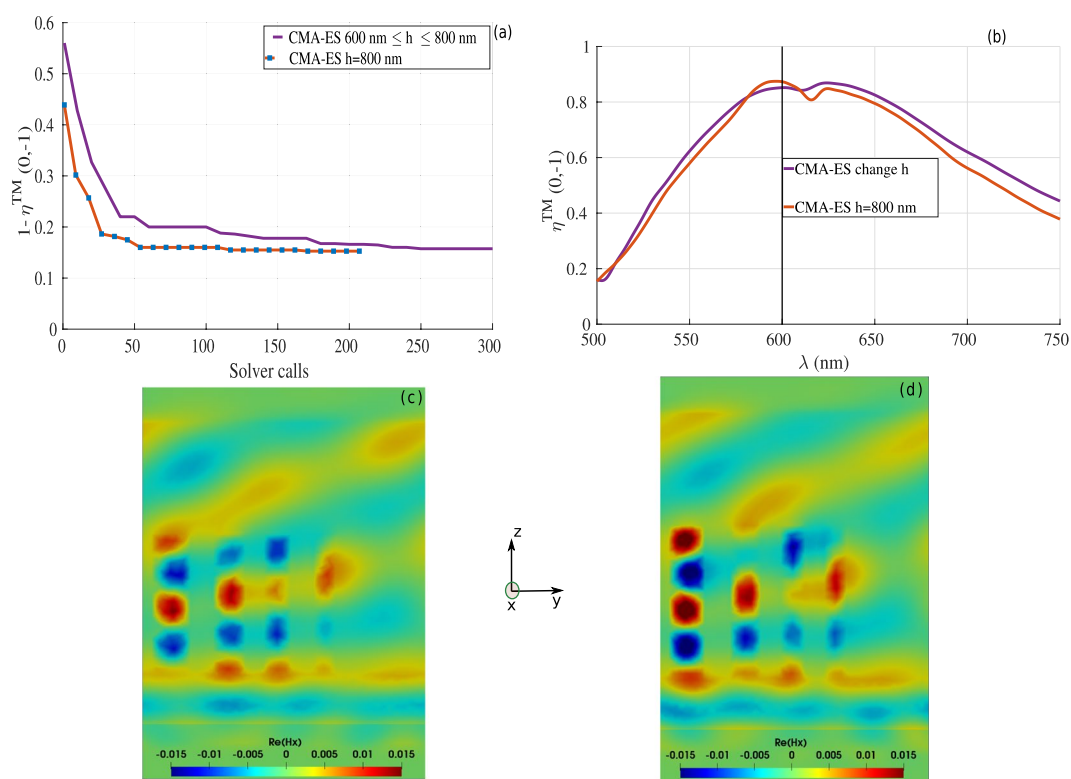 (a)
CMA-ES 600 nm ≤ h ≤ 800 nm
CMA-ES h=800 nm
0.6
0.5
0.4
0.3
0.2
0.1
0
1- η^TM (0,-1)
0 50 100 150 200 250 300
Solver calls
(b)
1
0.8
0.6
0.4
0.2
0
η^TM (0,-1)
CMA-ES change h
CMA-ES h=800 nm
500 550 600 650 700 750
λ (nm)
(c)
Re(Hx)
-0.015 -0.01 -0.005 0 0.005 0.01 0.015
z
x
y
(d)
Re(Hx)
-0.015 -0.01 -0.005 0 0.005 0.01 0.015